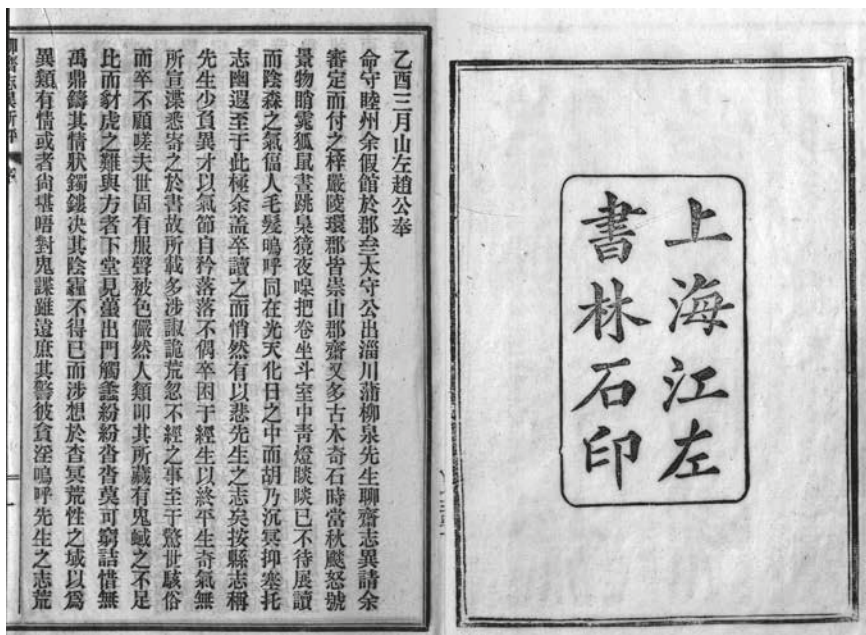 上海江左
書林石印
乙酉三月山左趙公奉
命守睦州余假館於郡亝太守公出淄川蒲柳泉先生聊齋志異請余
審定而付之梓嚴陵環郡皆崇山郡齋又多古木奇石時當秋飈怒號
景物睄窕狐鼠晝跳梟獍夜嗥把卷坐斗室中青燈睒睒已不待展讀
而陰森之氣偪人毛髮嗚呼同在光天化日之中而胡乃沉冥抑塞托
志幽遐至于此極余盖卒讀之而悄然有以悲先生之志矣按縣志稱
先生少負異才以氣節自矜落落不偶卒困于經生以終平生奇氣無
所宣渫悉寄之於書故所載多涉諔詭荒忽不經之事至于驚世駭俗
而卒不顧嗟夫世固有服聲被色儼然人類叩其所藏有鬼蜮之不足
比而豺虎之難與方者下堂見蠆出門觸蠭紛紛沓沓莫可窮詰惜無
禹鼎鑄其情狀鐲鏤决其陰霾不得已而涉想於杳冥荒性之域以爲
異類有情或者尚堪晤對鬼謀雖遠庶其警彼貪淫嗚呼先生之志荒